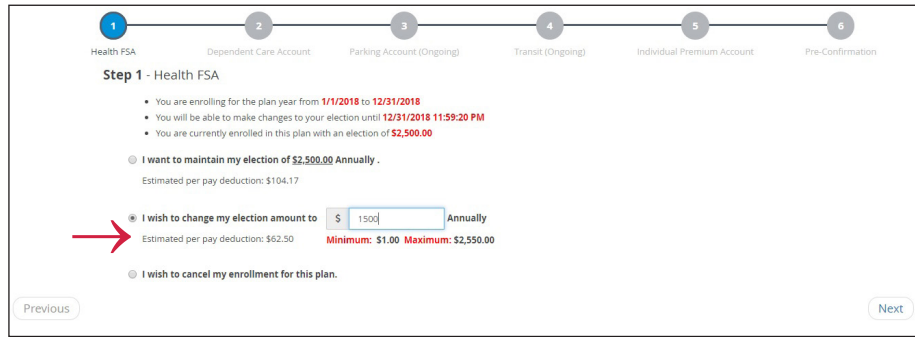 1 2 3 4 5 6
Health FSA Dependent Care Account Parking Account (Ongoing) Transit (Ongoing) Individual Premium Account Pre-Confirmation
Step 1 - Health FSA
• You are enrolling for the plan year from 1/1/2018 to 12/31/2018
• You will be able to make changes to your election until 12/31/2018 11:59:20 PM
• You are currently enrolled in this plan with an election of $2,500.00
I want to maintain my election of $2,500.00 Annually .
Estimated per pay deduction: $104.17
I wish to change my election amount to $ 1500 Annually
Estimated per pay deduction: $62.50 Minimum: $1.00 Maximum: $2,550.00
I wish to cancel my enrollment for this plan.
Previous Next